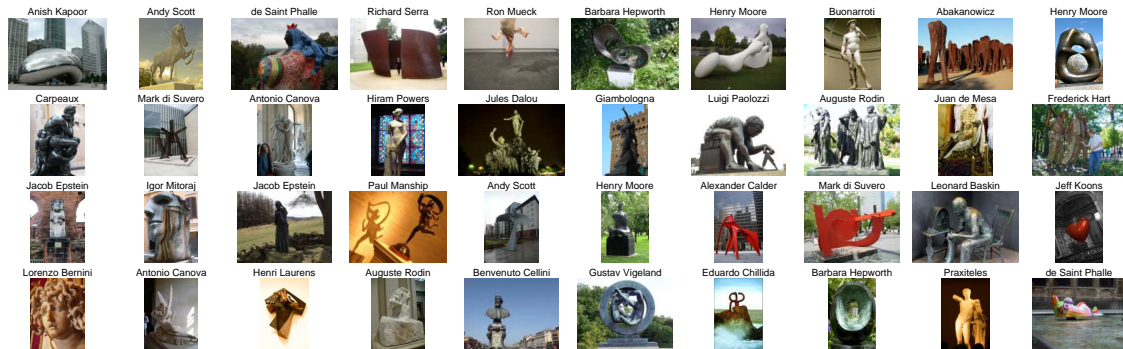 Anish Kapoor
Andy Scott
de Saint Phalle
Richard Serra
Ron Mueck
Barbara Hepworth
Henry Moore
Buonarroti
Abakanowicz
Henry Moore
Carpeaux
Mark di Suvero
Antonio Canova
Hiram Powers
Jules Dalou
Giambologna
Luigi Paolozzi
Auguste Rodin
Juan de Mesa
Frederick Hart
Jacob Epstein
Igor Mitoraj
Jacob Epstein
Paul Manship
Andy Scott
Henry Moore
Alexander Calder
Mark di Suvero
Leonard Baskin
Jeff Koons
Lorenzo Bernini
Antonio Canova
Henri Laurens
Auguste Rodin
Benvenuto Cellini
Gustav Vigeland
Eduardo Chillida
Barbara Hepworth
Praxiteles
de Saint Phalle